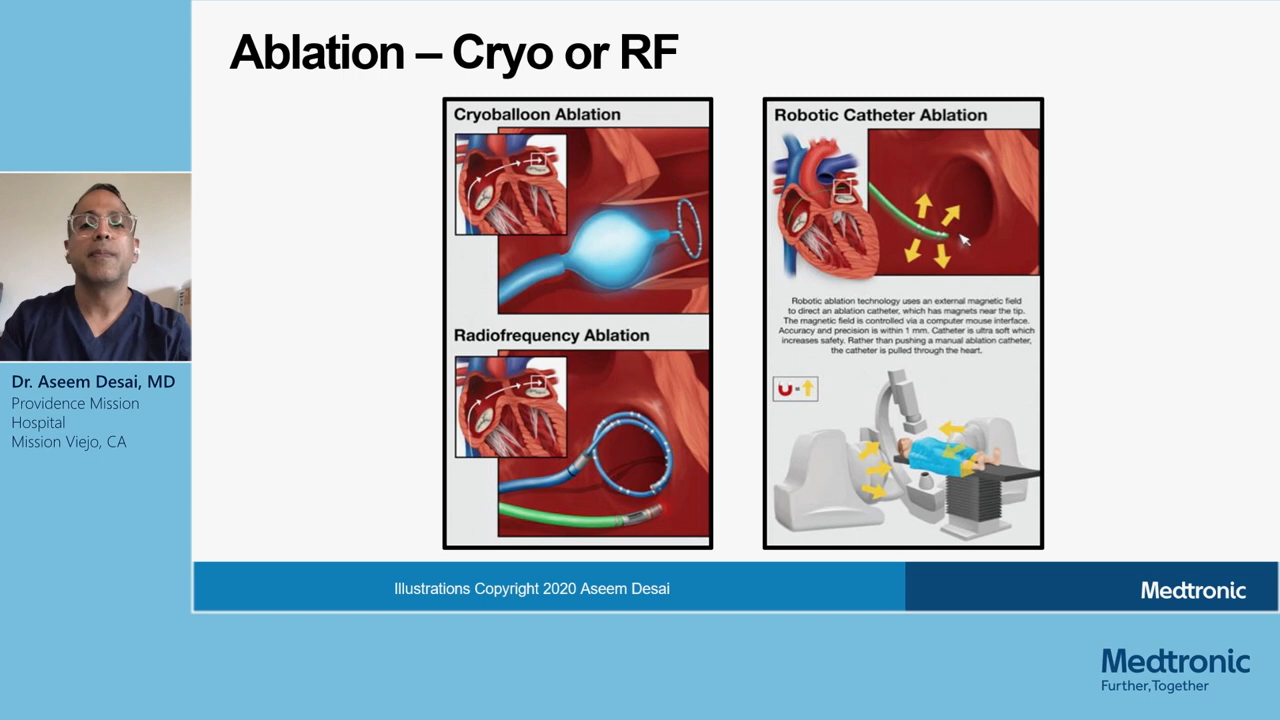 Ablation – Cryo or RF
Cryoballoon Ablation
Radiofrequency Ablation
Robotic Catheter Ablation
Robotic ablation technology uses an external magnetic field
to direct an ablation catheter, which has magnets near the tip.
The magnetic field is controlled via a computer mouse interface.
Accuracy and precision is within 1 mm. Catheter is ultra soft which
increases safety. Rather than pushing a manual ablation catheter,
the catheter is pulled through the heart.
Dr. Aseem Desai, MD
Providence Mission
Hospital
Mission Viejo, CA
Illustrations Copyright 2020 Aseem Desai
Medtronic
Medtronic
Further, Together